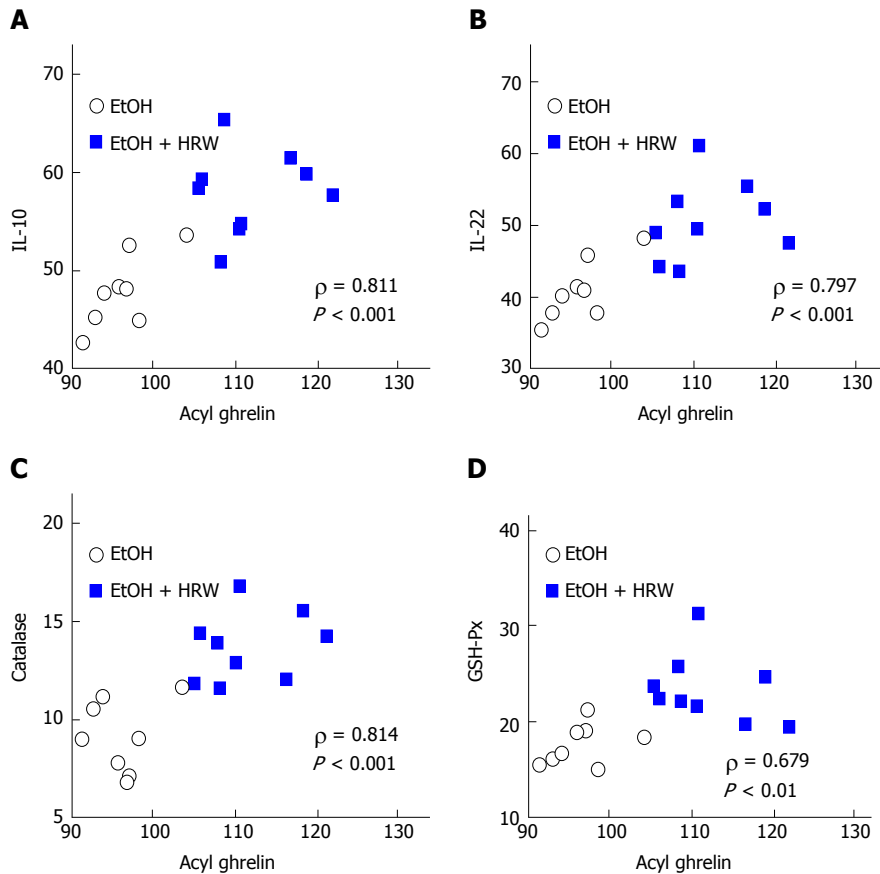 A
70
EtOH
EtOH + HRW
60
IL-10
50
ρ = 0.811
P < 0.001
40
90 100 110 120 130
Acyl ghrelin
B
70
EtOH
EtOH + HRW
60
IL-22
50
40
ρ = 0.797
P < 0.001
30
90 100 110 120 130
Acyl ghrelin
C
20
EtOH
EtOH + HRW
15
Catalase
10
ρ = 0.814
P < 0.001
5
90 100 110 120 130
Acyl ghrelin
D
40
EtOH
EtOH + HRW
30
GSH-Px
20
ρ = 0.679
P < 0.01
10
90 100 110 120 130
Acyl ghrelin